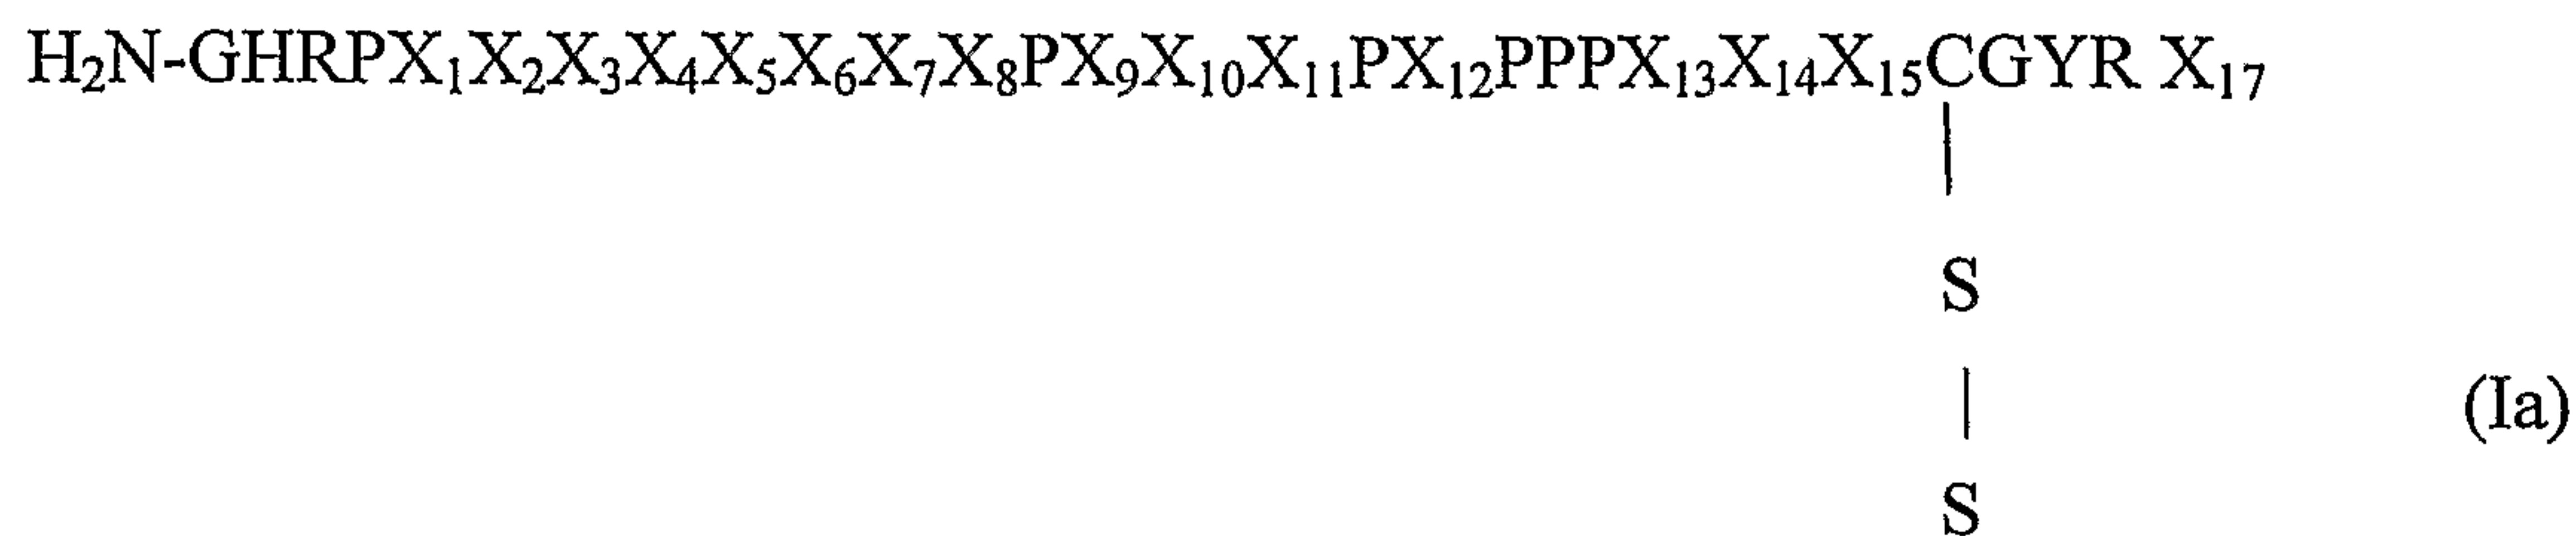 H₂N-GHRPX₁X₂X₃X₄X₅X₆X₇X₈PX₉X₁₀X₁₁PX₁₂PPPX₁₃X₁₄X₁₅CGYR X₁₇
|
S
|
(Ia)
S